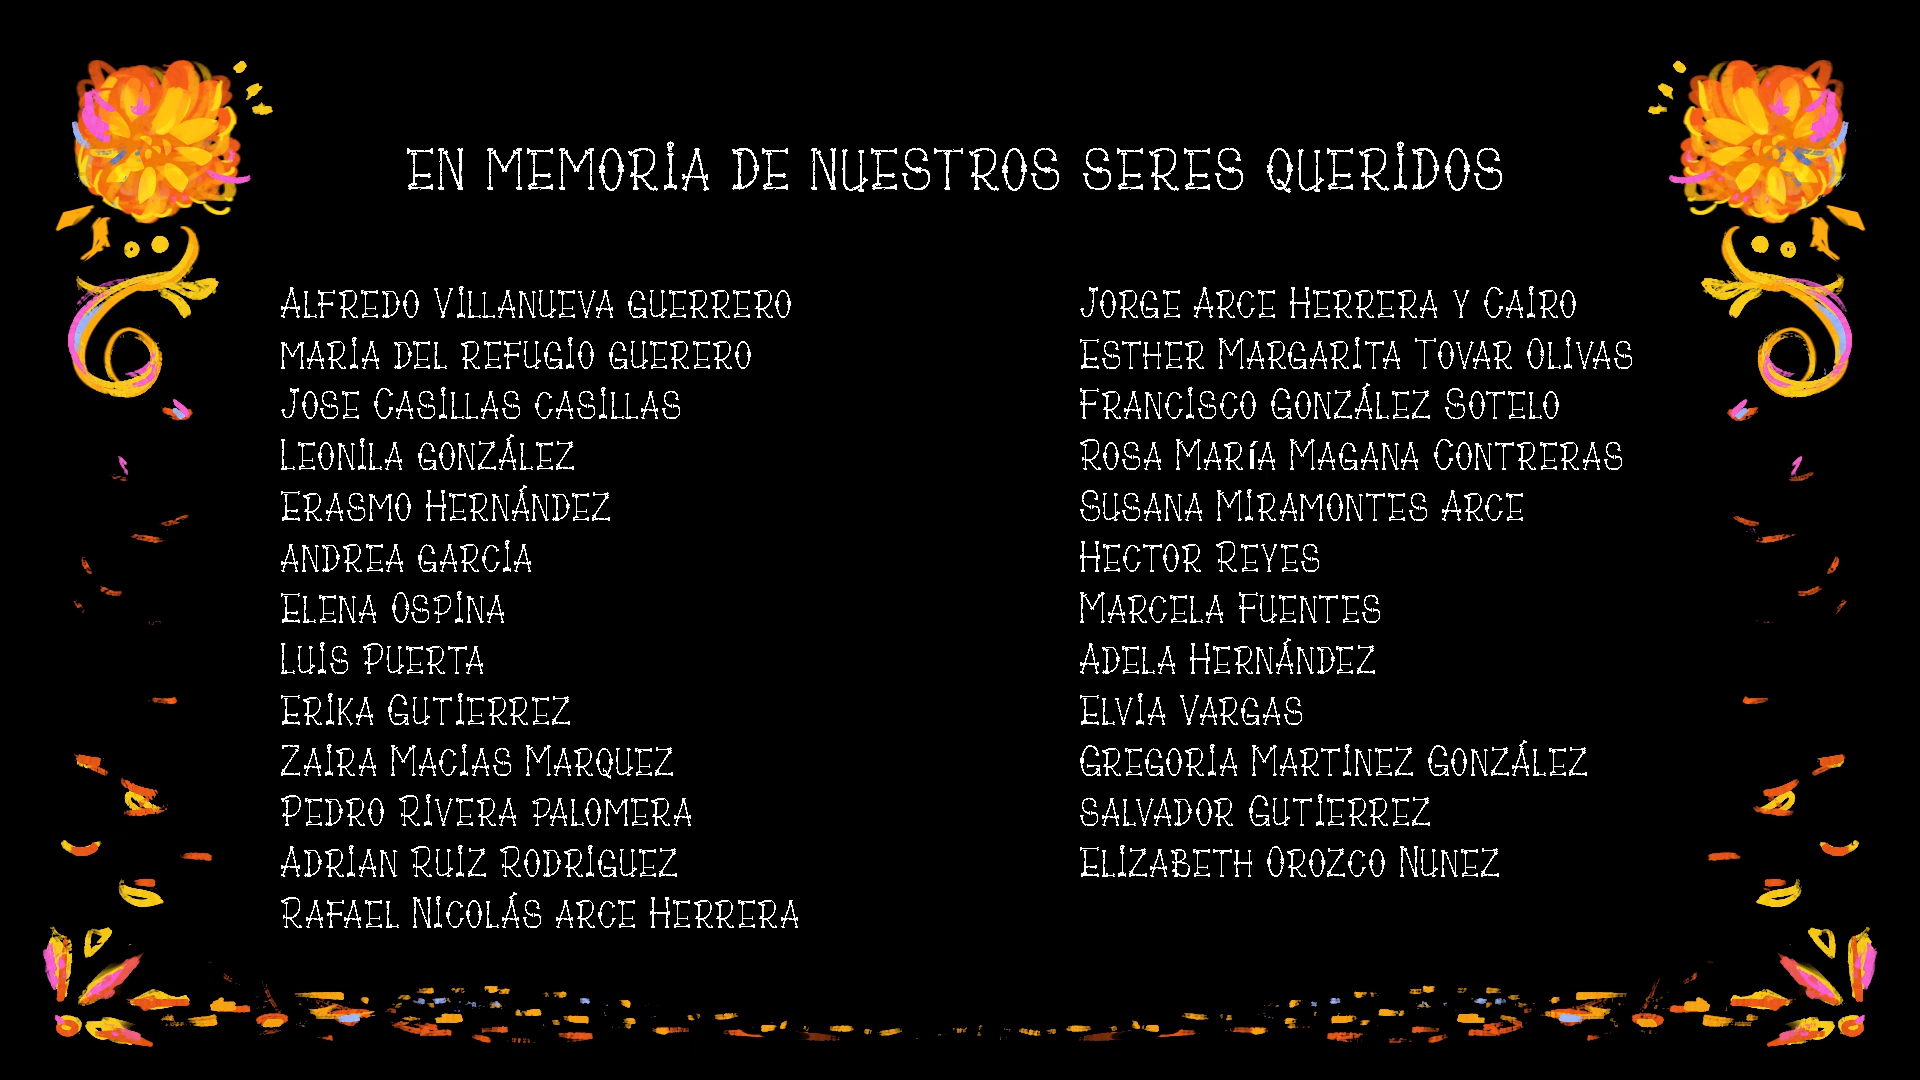 EN MEMORIA DE NUESTROS SERES QUERIDOS
ALFREDO VILLANUEVA GUERRERO
MARIA DEL REFUGIO GUERERO
JOSE CASILLAS CASILLAS
LEONILA GONZÁLEZ
ERASMO HERNÁNDEZ
ANDREA GARCÍA
ELENA OSPINA
LUIS PUERTA
ERIKA GUTIERREZ
ZAIRA MACIAS MARQUEZ
PEDRO RIVERA PALOMERA
ADRIAN RUIZ RODRIGUEZ
RAFAEL NICOLÁS ARCE HERRERA
JORGE ARCE HERRERA Y CAIRO
ESTHER MARGARITA TOVAR OLIVAS
FRANCISCO GONZÁLEZ SOTELO
ROSA MARÍA MAGANA CONTRERAS
SUSANA MIRAMONTES ARCE
HECTOR REYES
MARCELA FUENTES
ADELA HERNÁNDEZ
ELVIA VARGAS
GREGORIA MARTINEZ GONZÁLEZ
SALVADOR GUTIERREZ
ELIZABETH OROZCO NUNEZ